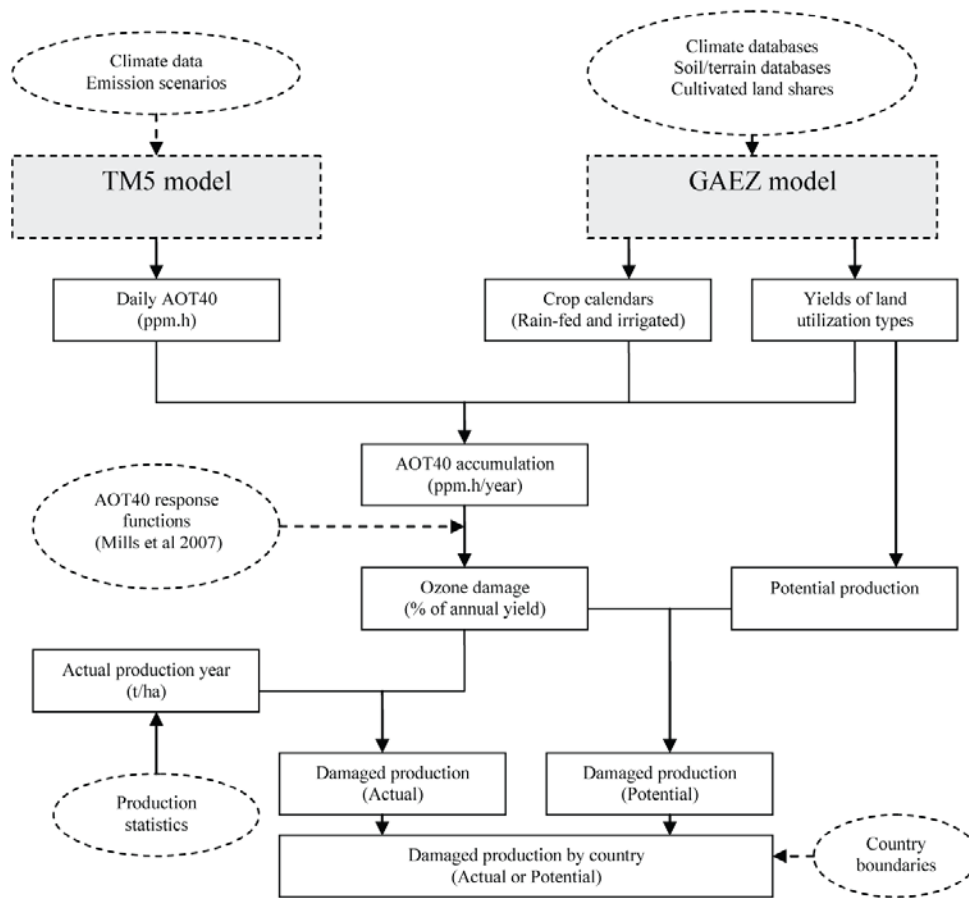 Climate data
Emission scenarios
Climate databases
Soil/terrain databases
Cultivated land shares
TM5 model
GAEZ model
Daily AOT40
(ppm.h)
Crop calendars
(Rain-fed and irrigated)
Yields of land
utilization types
AOT40 accumulation
(ppm.h/year)
AOT40 response
functions
(Mills et al 2007)
Ozone damage
(% of annual yield)
Potential production
Actual production year
(t/ha)
Damaged production
(Actual)
Damaged production
(Potential)
Production
statistics
Damaged production by country
(Actual or Potential)
Country
boundaries